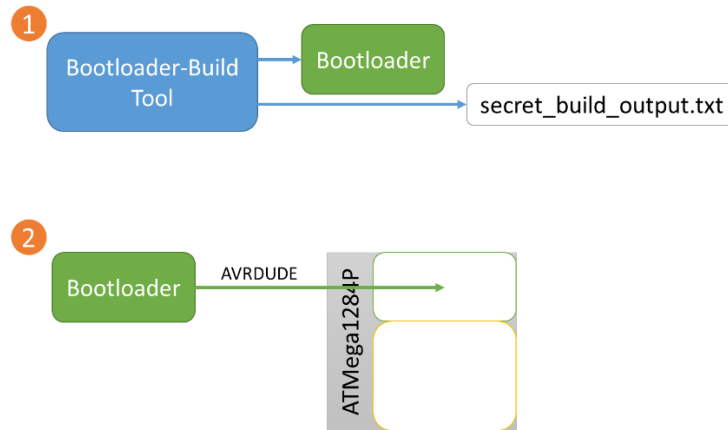 1
Bootloader-Build
Tool
Bootloader
secret_build_output.txt
2
Bootloader
AVRDUDE
ATMega1284P